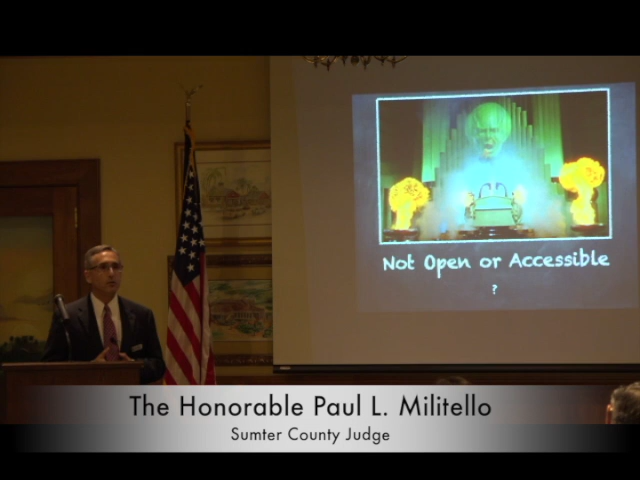 Not Open or Accessible
?
The Honorable Paul L. Militello
Sumter County Judge